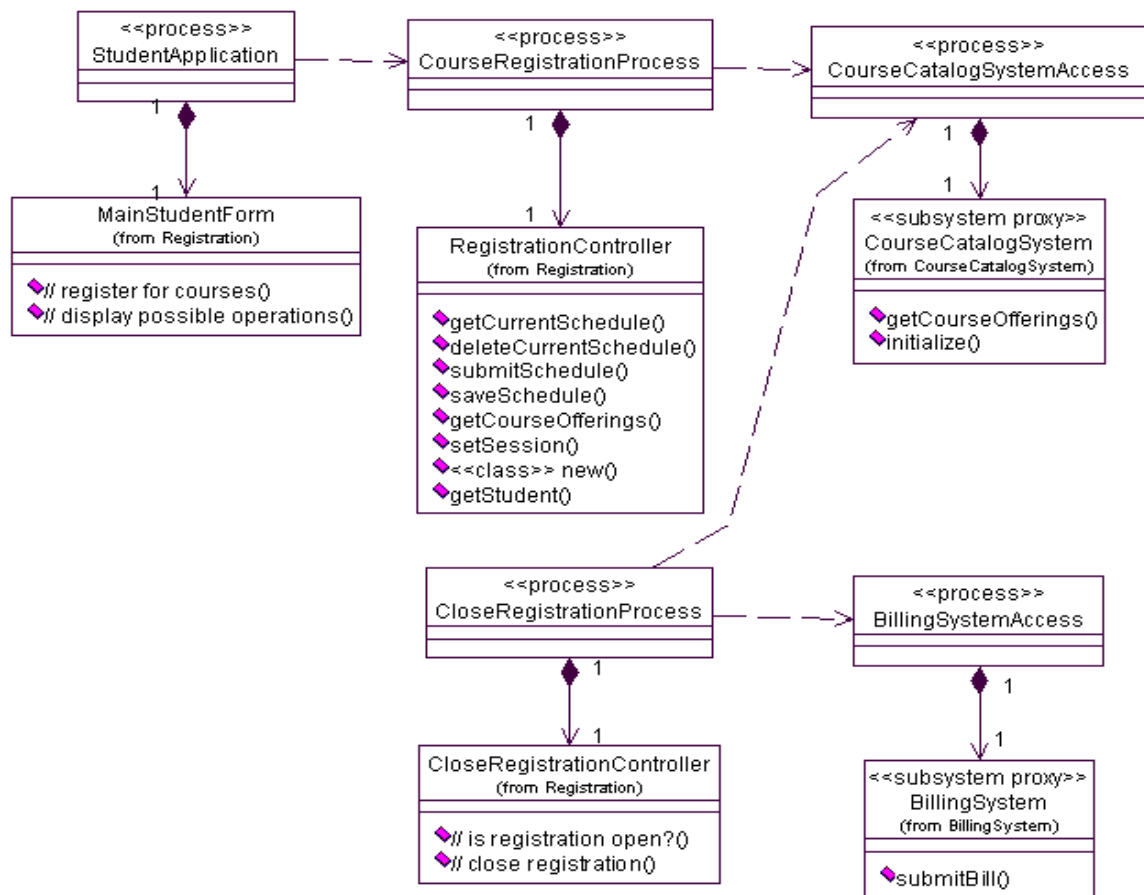 <<process>>
StudentApplication
<<process>>
CourseRegistrationProcess
<<process>>
CourseCatalogSystemAccess
1
1
1
1
1
1
MainStudentForm
(from Registration)
// register for courses()
// display possible operations()
RegistrationController
(from Registration)
getCurrentSchedule()
deleteCurrentSchedule()
submitSchedule()
saveSchedule()
getCourseOfferings()
setSession()
<<class>> new()
getStudent()
<<subsystem proxy>>
CourseCatalogSystem
(from CourseCatalogSystem)
getCourseOfferings()
initialize()
<<process>>
CloseRegistrationProcess
<<process>>
BillingSystemAccess
1
1
1
1
CloseRegistrationController
(from Registration)
// is registration open?()
// close registration()
<<subsystem proxy>>
BillingSystem
(from BillingSystem)
submitBill()